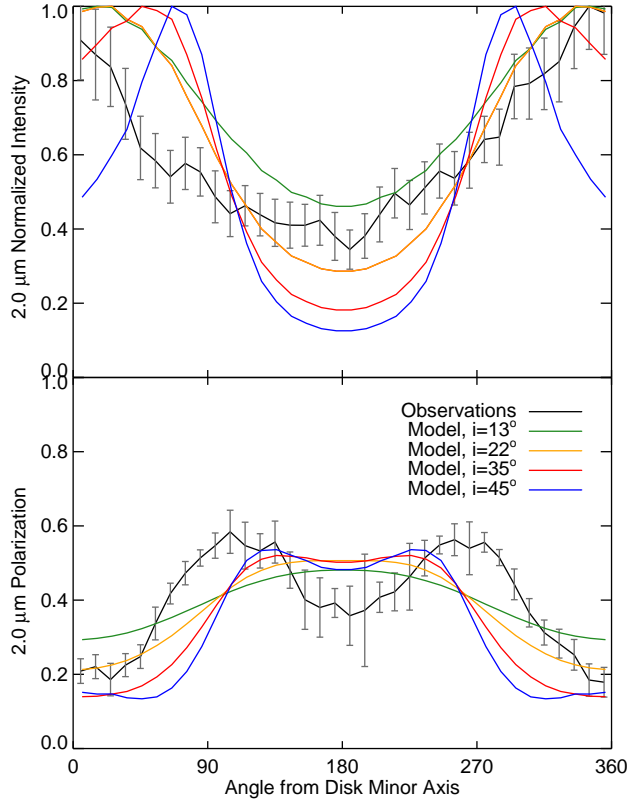 1.0
0.8
0.6
0.4
0.2
0.0
2.0 μm Normalized Intensity
1.0
0.8
0.6
0.4
0.2
0.0
2.0 μm Polarization
Observations
Model, i=13°
Model, i=22°
Model, i=35°
Model, i=45°
0 90 180 270 360
Angle from Disk Minor Axis